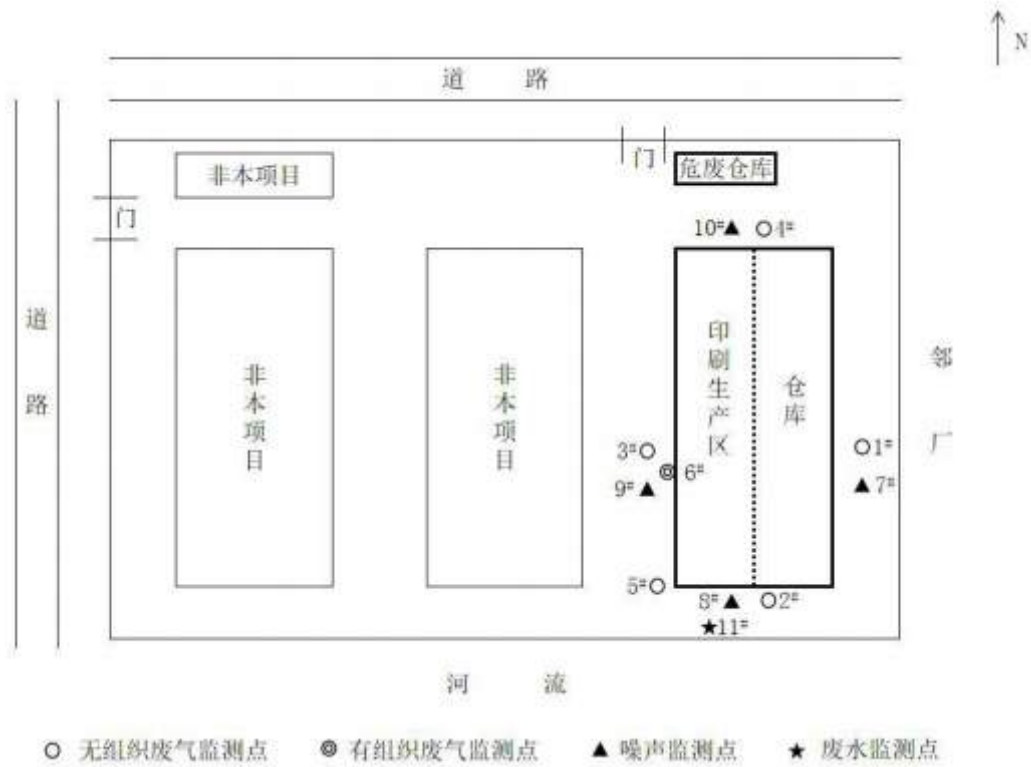 N
道 路
门
危废仓库
非本项目
门
10# ▲ ○4#
道路
非本项目
非本项目
印刷生产区
仓库
邻厂
3#○
○1#
◎ 6#
9# ▲
▲ 7#
5#○
8# ▲ ○2#
★11#
河 流
○ 无组织废气监测点 ◎ 有组织废气监测点 ▲ 噪声监测点 ★ 废水监测点